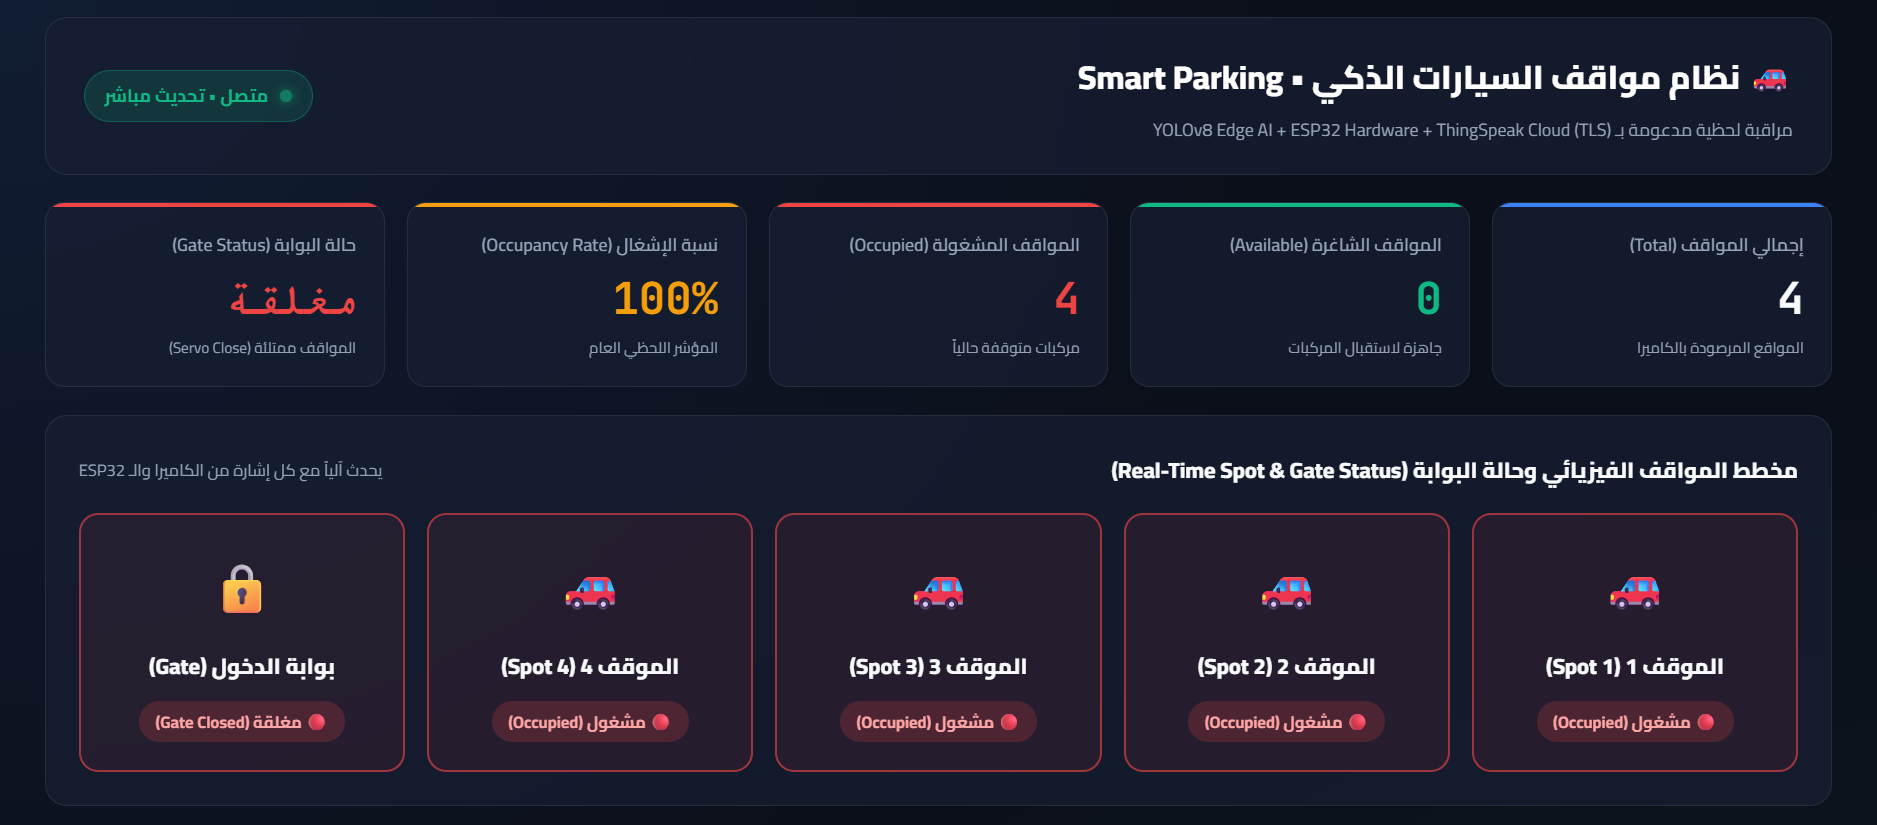 نظام مواقف السيارات الذكي • Smart Parking
مراقبة لحظية مدعومة بـ YOLOv8 Edge AI + ESP32 Hardware + ThingSpeak Cloud (TLS)
متصل • تحديث مباشر
إجمالي المواقف (Total)
4
المواقع المرصودة بالكاميرا
المواقف الشاغرة (Available)
0
جاهزة لاستقبال المركبات
المواقف المشغولة (Occupied)
4
مركبات متوقفة حالياً
نسبة الإشغال (Occupancy Rate)
100%
المؤشر اللحظي العام
حالة البوابة (Gate Status)
مغلقة
المواقف ممتلئة (Servo Close)
مخطط المواقف الفيزيائي وحالة البوابة (Real-Time Spot & Gate Status)
يحدث آلياً مع كل إشارة من الكاميرا والـ ESP32
الموقف 1 (Spot 1)
مشغول (Occupied)
الموقف 2 (Spot 2)
مشغول (Occupied)
الموقف 3 (Spot 3)
مشغول (Occupied)
الموقف 4 (Spot 4)
مشغول (Occupied)
بوابة الدخول (Gate)
مغلقة (Gate Closed)